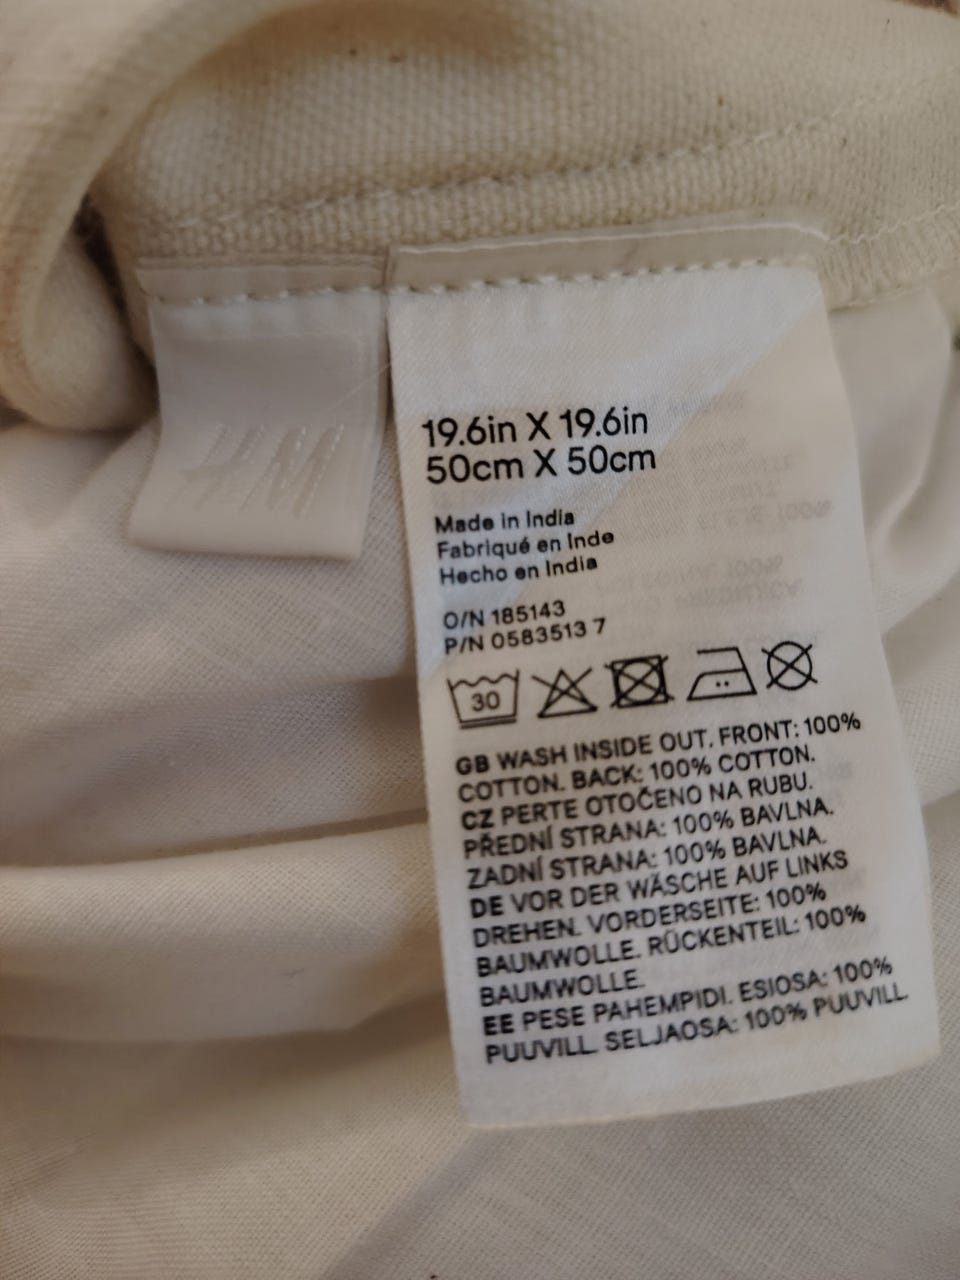 H&M
19.6in X 19.6in
50cm X 50cm
Made in India
Fabriqué en Inde
Hecho en India
O/N 185143
P/N 0583513 7
30
GB WASH INSIDE OUT. FRONT: 100%
COTTON. BACK: 100% COTTON.
CZ PERTE OTOČENO NA RUBU.
PŘEDNÍ STRANA: 100% BAVLNA.
ZADNÍ STRANA: 100% BAVLNA.
DE VOR DER WÄSCHE AUF LINKS
DREHEN. VORDERSEITE: 100%
BAUMWOLLE. RÜCKENTEIL: 100%
BAUMWOLLE.
EE PESE PAHEMPIDI. ESIOSA: 100%
PUUVILL. SELJAOSA: 100% PUUVILL.